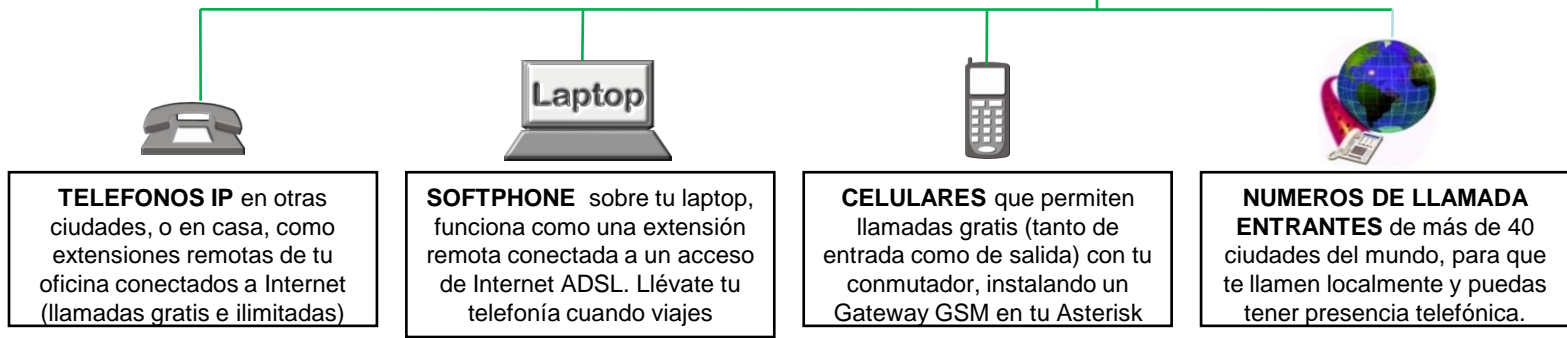 Laptop
TELEFONOS IP en otras
ciudades, o en casa, como
extensiones remotas de tu
oficina conectados a Internet
(llamadas gratis e ilimitadas)
SOFTPHONE sobre tu laptop,
funciona como una extensión
remota conectada a un acceso
de Internet ADSL. Llévate tu
telefonía cuando viajes
CELULARES que permiten
llamadas gratis (tanto de
entrada como de salida) con tu
conmutador, instalando un
Gateway GSM en tu Asterisk
NUMEROS DE LLAMADA
ENTRANTES de más de 40
ciudades del mundo, para que
te llamen localmente y puedas
tener presencia telefónica.